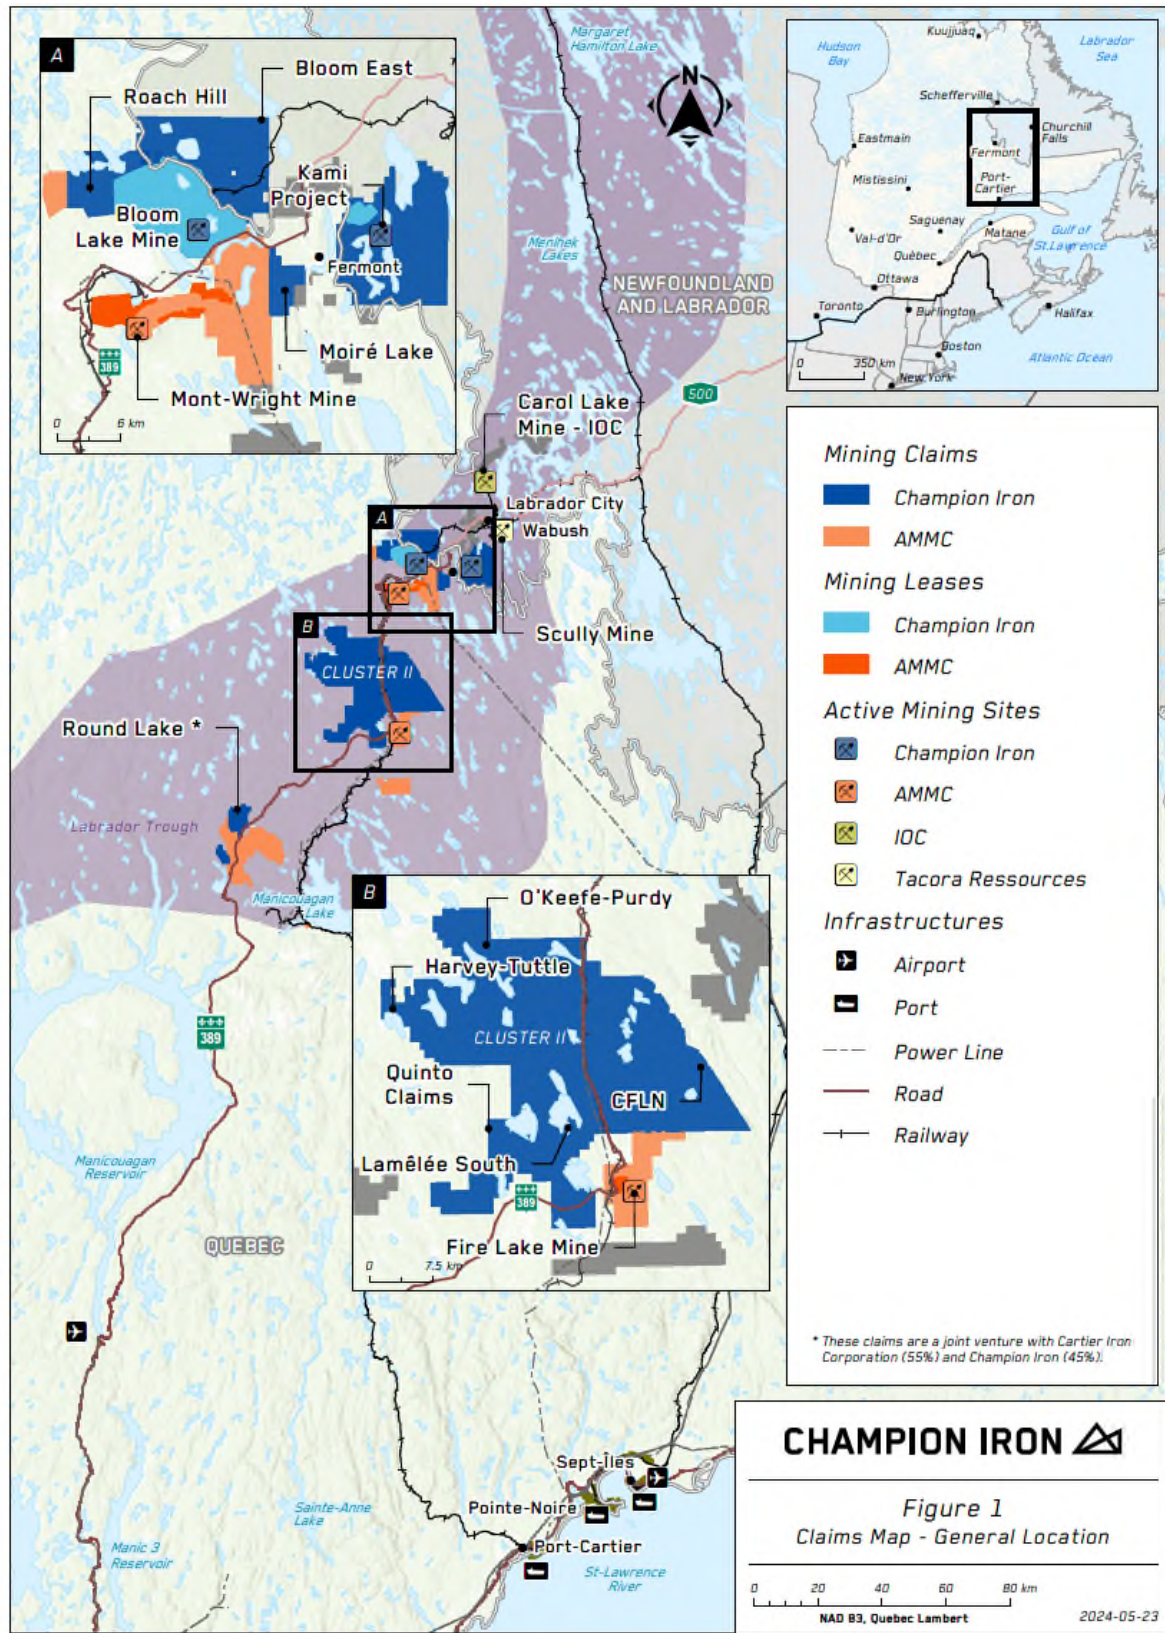 A
Bloom East
Roach Hill
Kami
Project
Bloom
Lake Mine
Fermont
Moiré Lake
389
Mont-Wright Mine
0 6 km
Margaret
Hamilton Lake
N
Menihek
Lakes
NEWFOUNDLAND
AND LABRADOR
500
Carol Lake
Mine - IOC
Labrador City
Wabush
A
Scully Mine
B
CLUSTER II
Round Lake *
Labrador Trough
Manicouagan
Lake
389
Manicouagan
Reservoir
QUEBEC
Sainte-Anne
Lake
Manic 3
Reservoir
Sept-Îles
Pointe-Noire
Port-Cartier
St-Lawrence
River
B
O'Keefe-Purdy
Harvey-Tuttle
CLUSTER II
Quinto
Claims
CFLN
Lamêlée South
389
Fire Lake Mine
0 7.5 km
Kuujjuaq
Hudson
Bay
Labrador
Sea
Schefferville
Churchill
Falls
Eastmain
Fermont
Mistissini
Port-
Cartier
Saguenay
Matane
Gulf of
St.Lawrence
Val-d'Or
Québec
Ottawa
Toronto
Burlington
Halifax
Boston
Atlantic Ocean
0 350 km
New York
Mining Claims
Champion Iron
AMMC
Mining Leases
Champion Iron
AMMC
Active Mining Sites
Champion Iron
AMMC
IOC
Tacora Ressources
Infrastructures
Airport
Port
Power Line
Road
Railway
* These claims are a joint venture with Cartier Iron
Corporation (55%) and Champion Iron (45%).
CHAMPION IRON
Figure 1
Claims Map - General Location
0 20 40 60 80 km
NAD 83, Quebec Lambert
2024-05-23